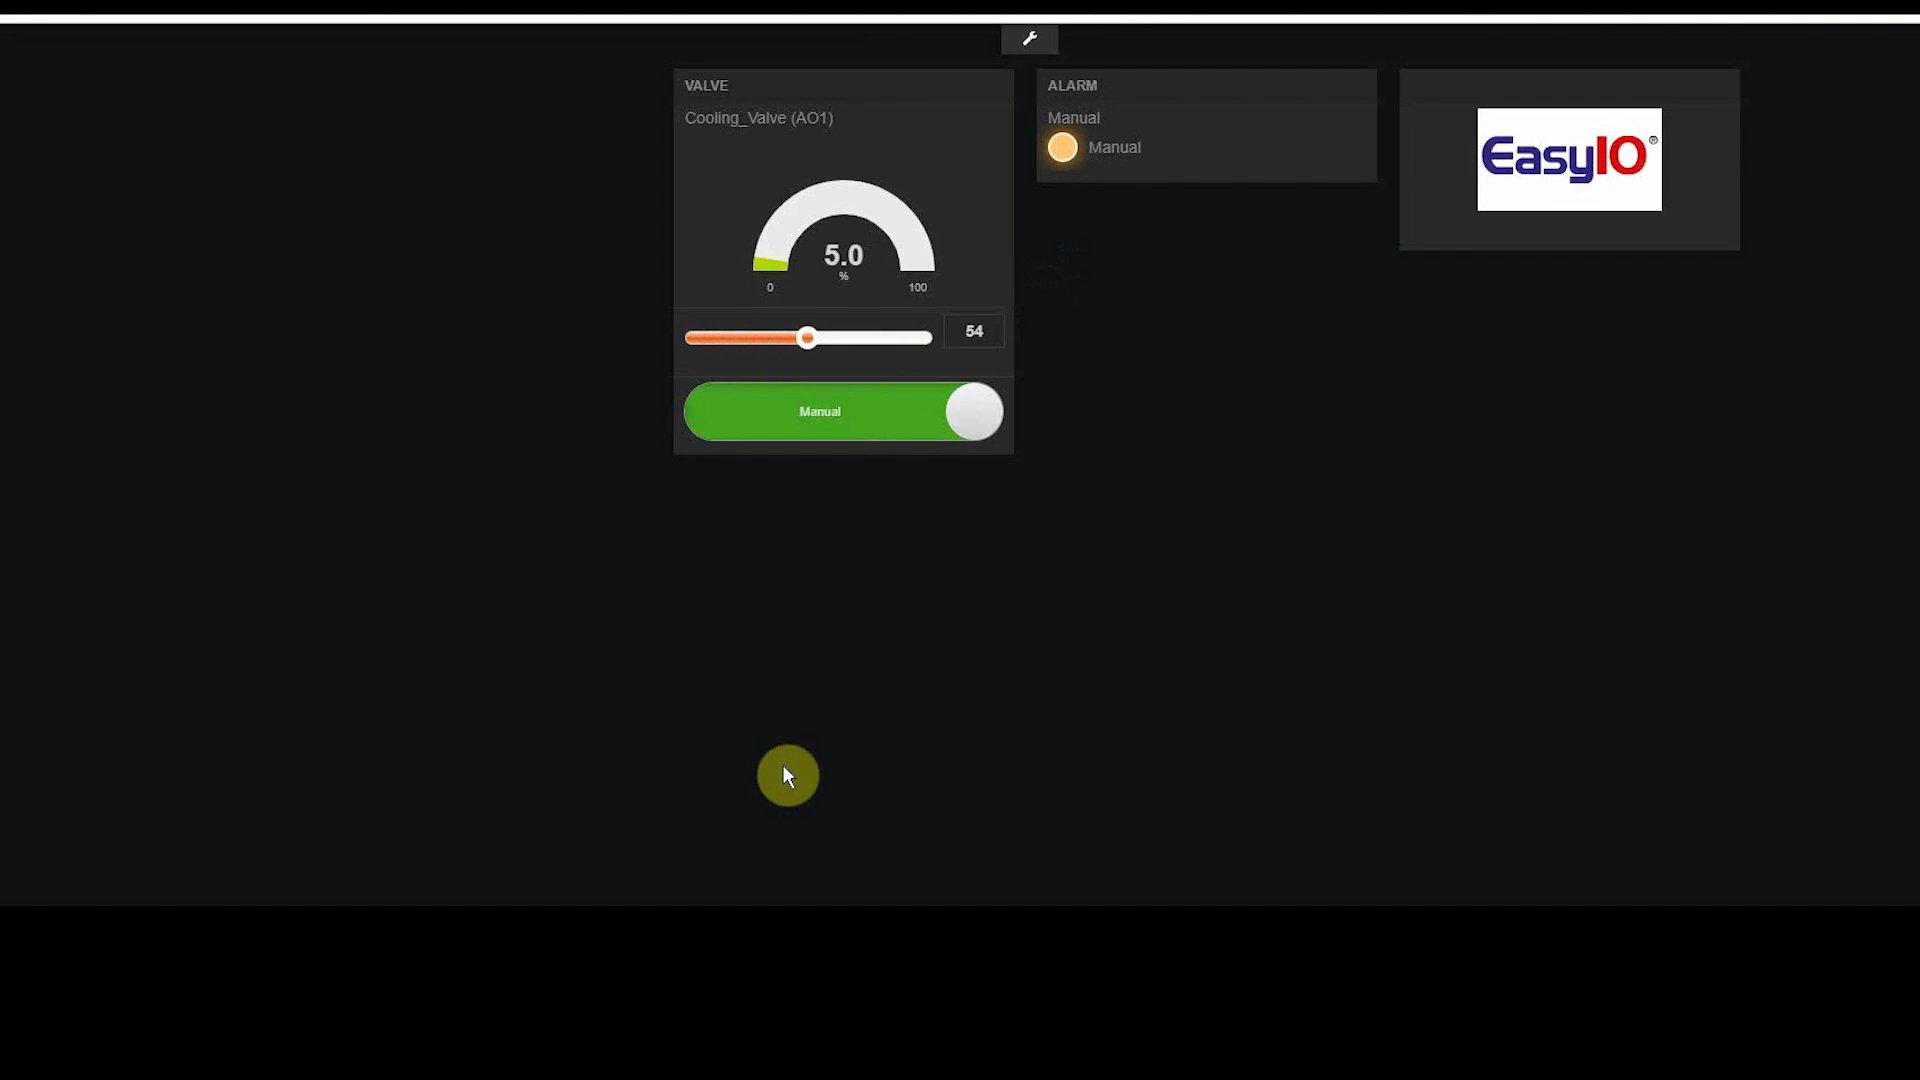 VALVE
Cooling_Valve (AO1)
5.0
%
0
100
54
Manual
ALARM
Manual
Manual
EasyIO®